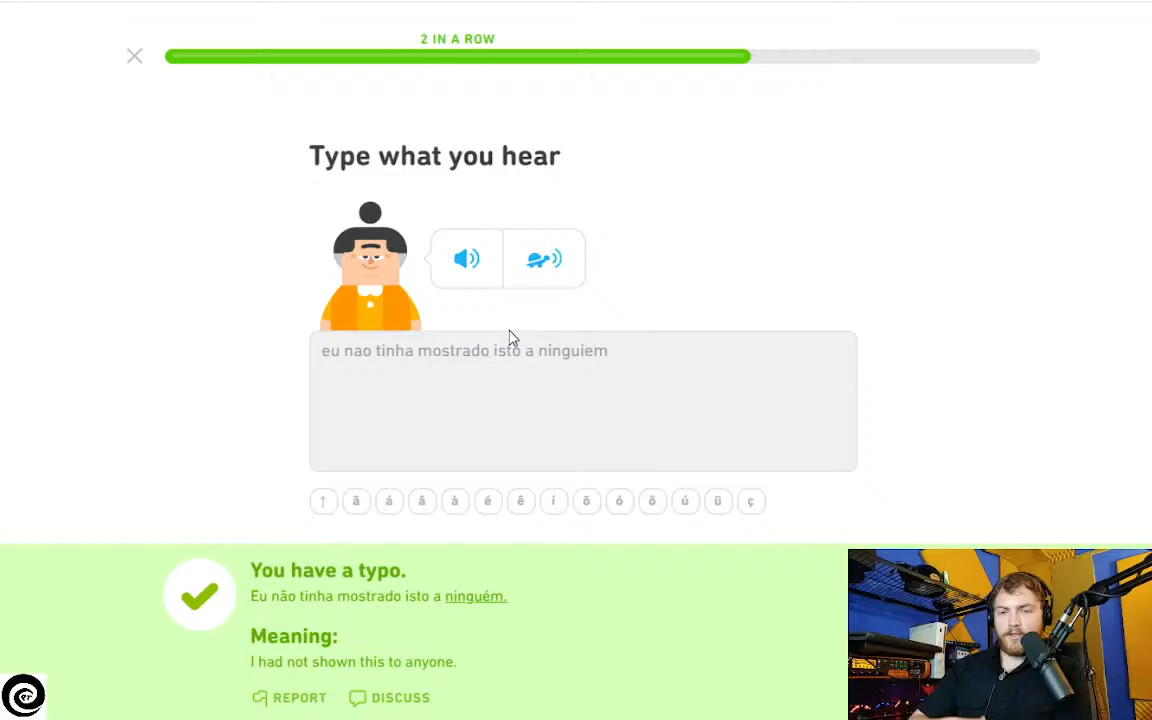 2 IN A ROW
Type what you hear
eu nao tinha mostrado isto a ninguiem
↑ ã á â à é ê í õ ó ô ú ü ç
You have a typo.
Eu não tinha mostrado isto a ninguém.
Meaning:
I had not shown this to anyone.
REPORT DISCUSS